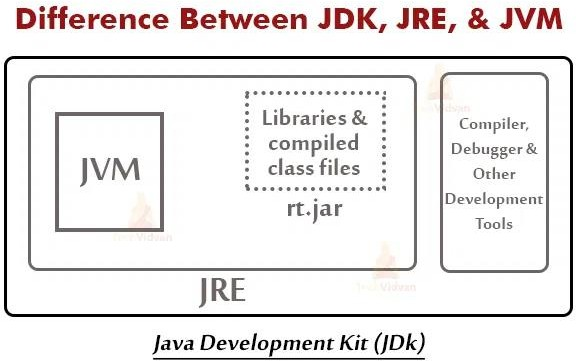 Difference Between JDK, JRE, & JVM
JVM
Libraries &
compiled
class files
rt.jar
JRE
Compiler,
Debugger &
Other
Development
Tools
Java Development Kit (JDk)